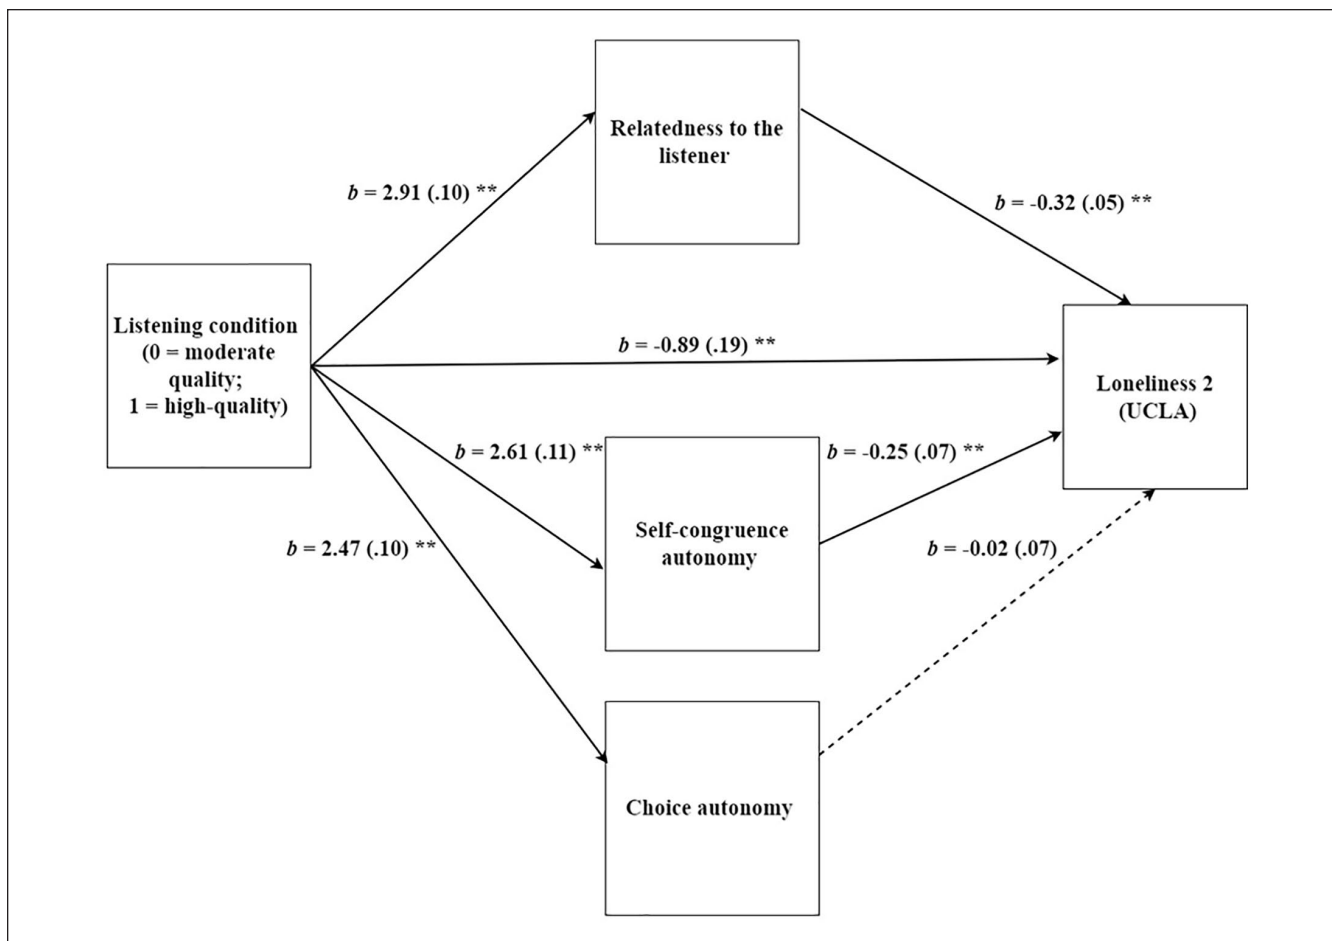 Relatedness to the
listener
b = 2.91 (.10) **
b = -0.32 (.05) **
Listening condition
(0 = moderate
quality;
1 = high-quality)
b = -0.89 (.19) **
Loneliness 2
(UCLA)
b = 2.61 (.11) **
b = -0.25 (.07) **
Self-congruence
autonomy
b = 2.47 (.10) **
b = -0.02 (.07)
Choice autonomy